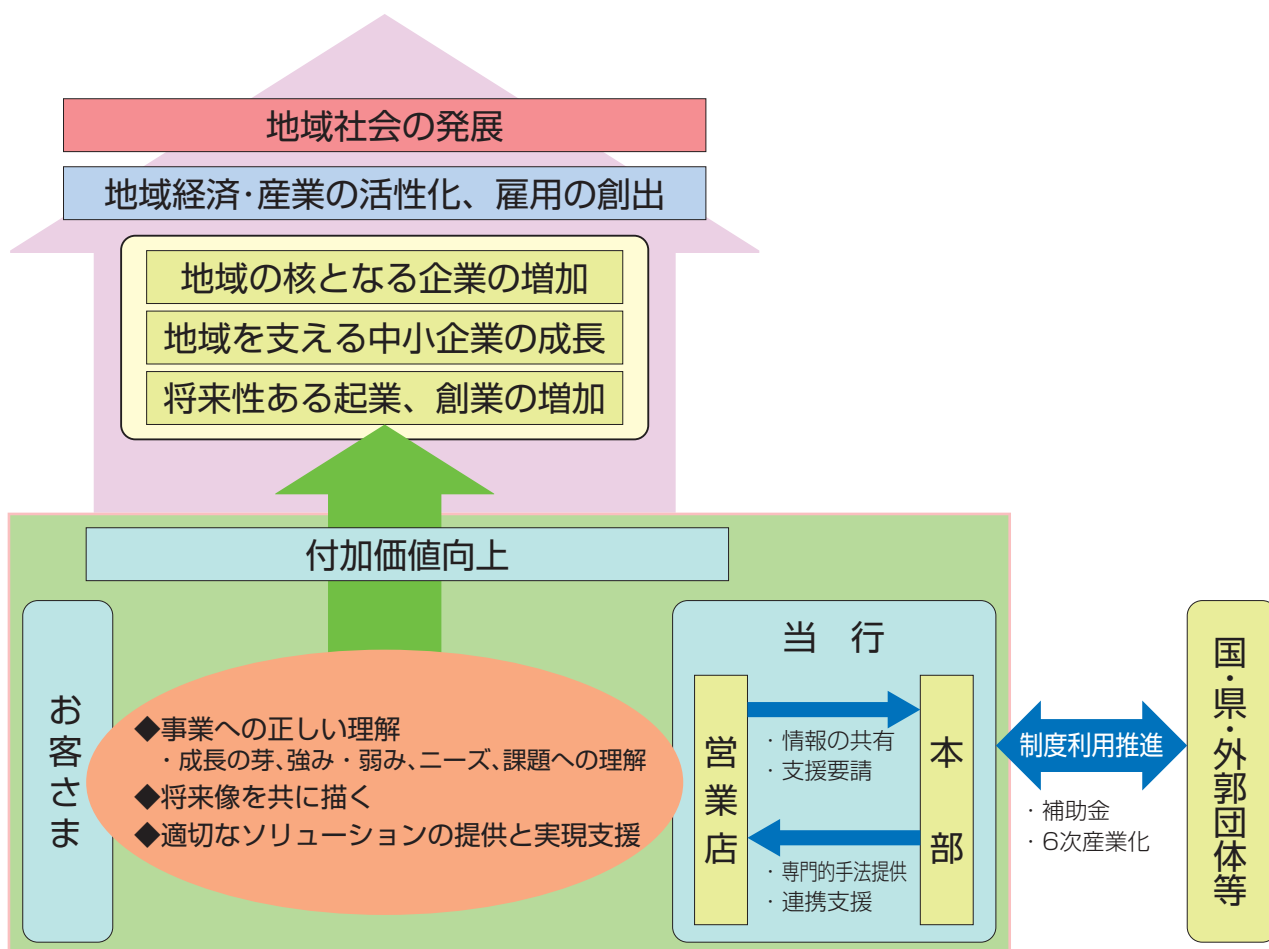 地域社会の発展
地域経済・産業の活性化、雇用の創出
地域の核となる企業の増加
地域を支える中小企業の成長
将来性ある起業、創業の増加
付加価値向上
お客さま
◆事業への正しい理解
・成長の芽、強み・弱み、ニーズ、課題への理解
◆将来像を共に描く
◆適切なソリューションの提供と実現支援
当　行
営業店
・情報の共有
・支援要請
・専門的手法提供
・連携支援
本部
制度利用推進
・補助金
・6次産業化
国・県・外郭団体等